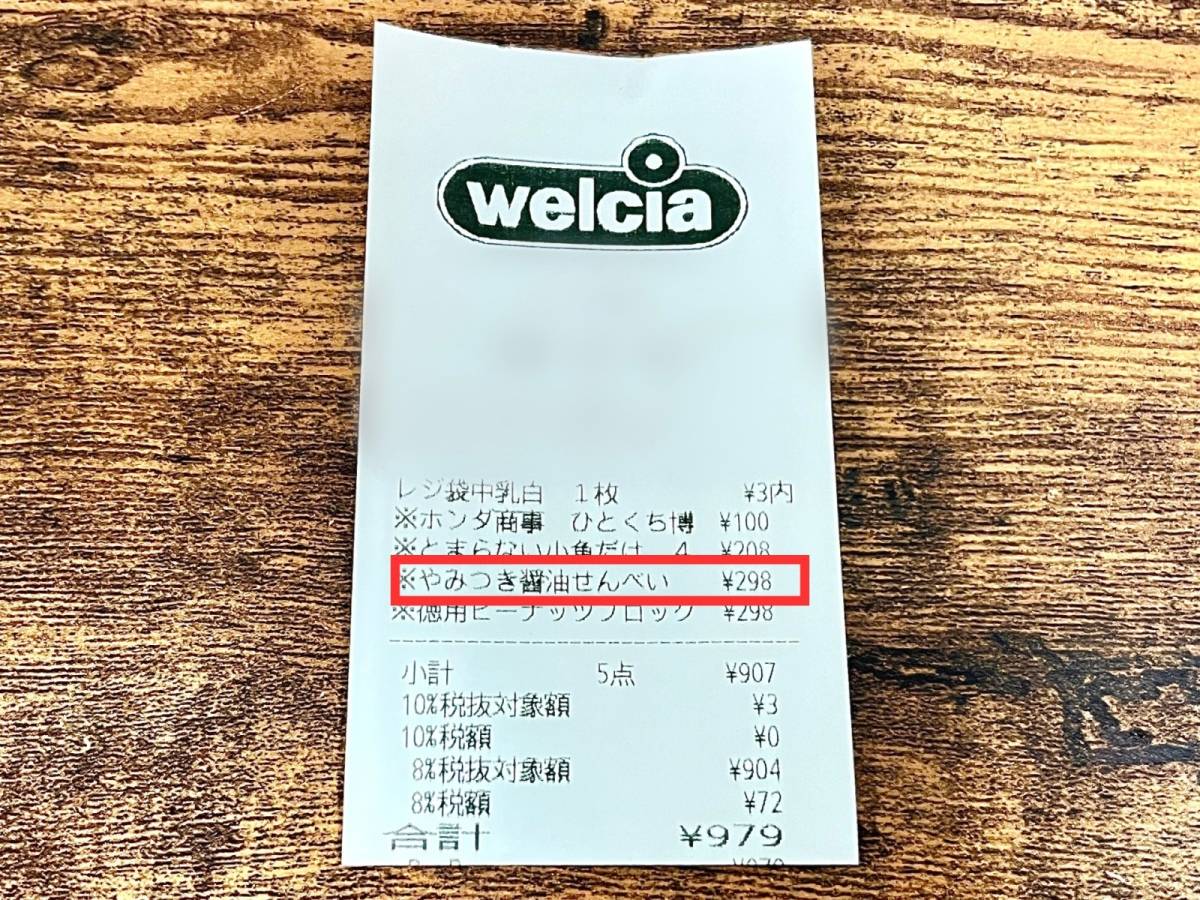 welcia
レジ袋中乳白 1枚 ¥3内
※ホンダ商事 ひとくち博 ¥100
※とまらない小魚だけ 4 ¥208
※やみつき醤油せんべい ¥298
※徳用ピーナッツブロック ¥298
小計 5点 ¥907
10%税抜対象額 ¥3
10%税額 ¥0
8%税抜対象額 ¥904
8%税額 ¥72
合計 ¥979